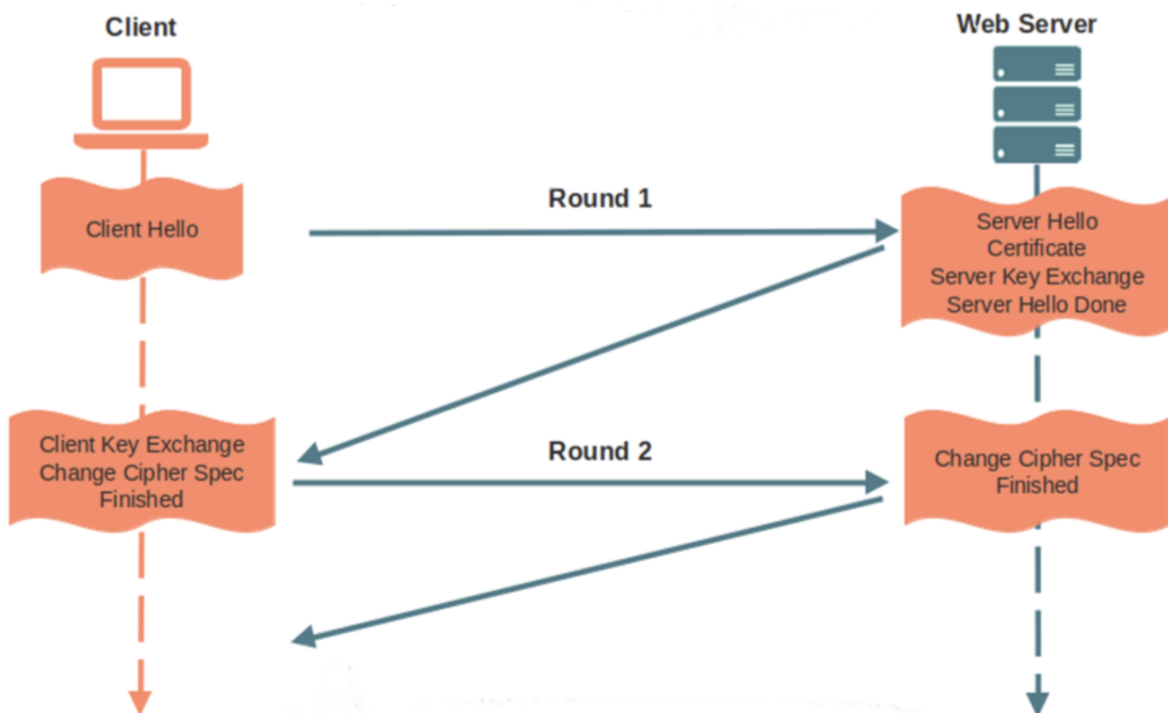 Client
Web Server
Client Hello
Round 1
Server Hello
Certificate
Server Key Exchange
Server Hello Done
Client Key Exchange
Change Cipher Spec
Finished
Round 2
Change Cipher Spec
Finished